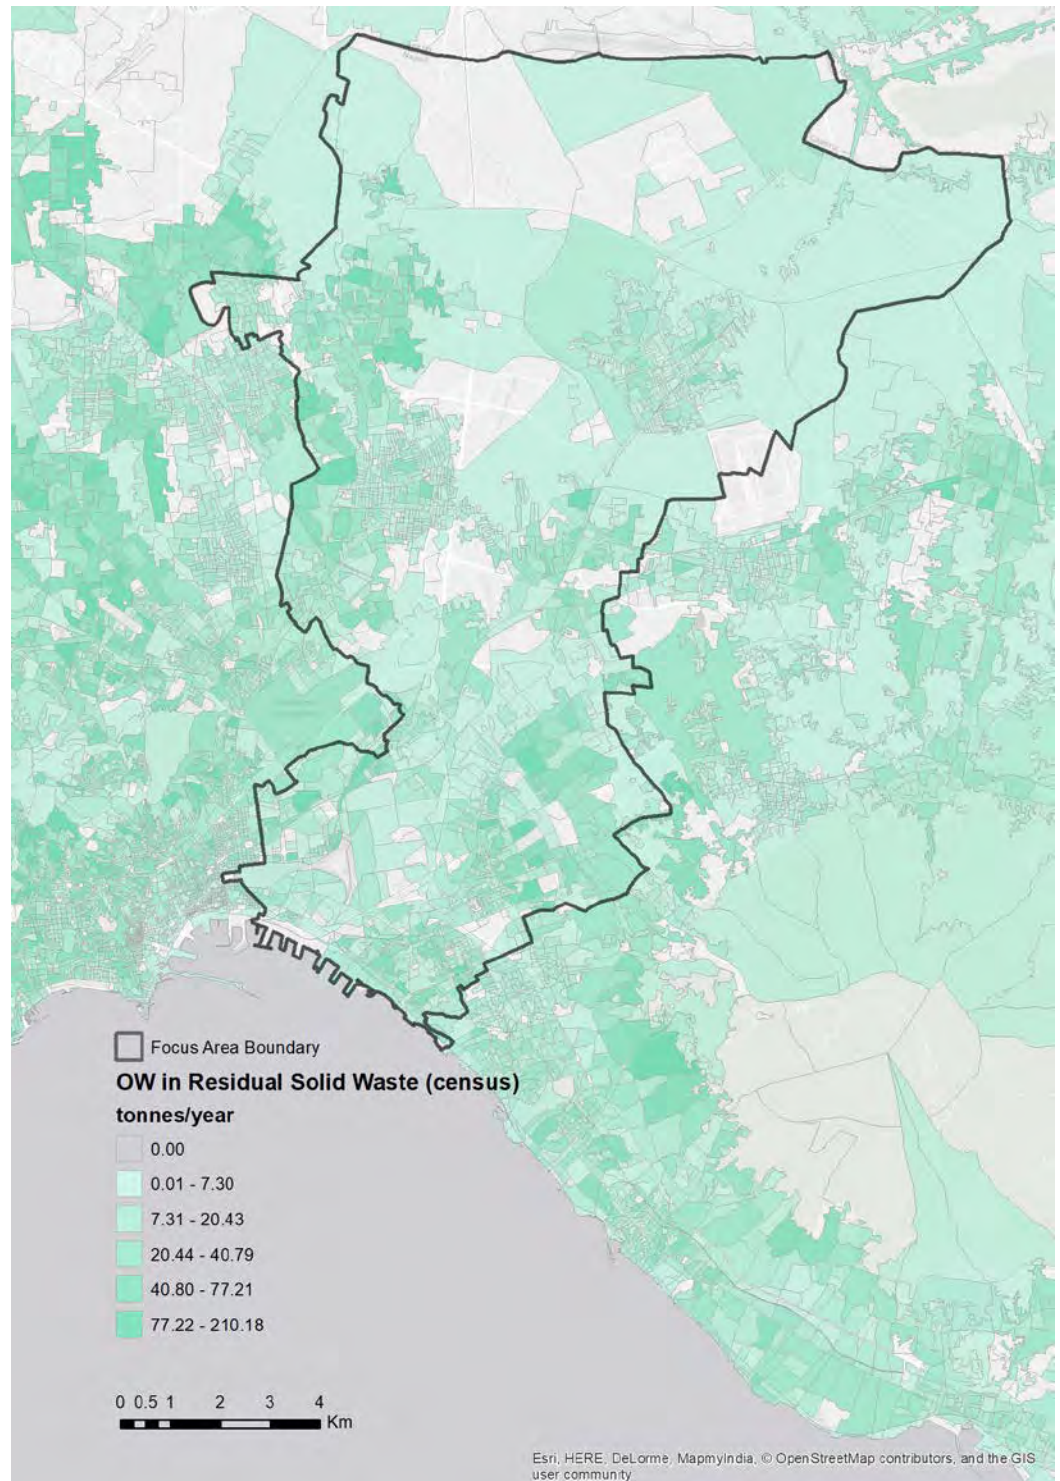 Focus Area Boundary
OW in Residual Solid Waste (census)
tonnes/year
0.00
0.01 - 7.30
7.31 - 20.43
20.44 - 40.79
40.80 - 77.21
77.22 - 210.18
0 0.5 1 2 3 4
Km
Esri, HERE, DeLorme, MapmyIndia, © OpenStreetMap contributors, and the GIS
user community